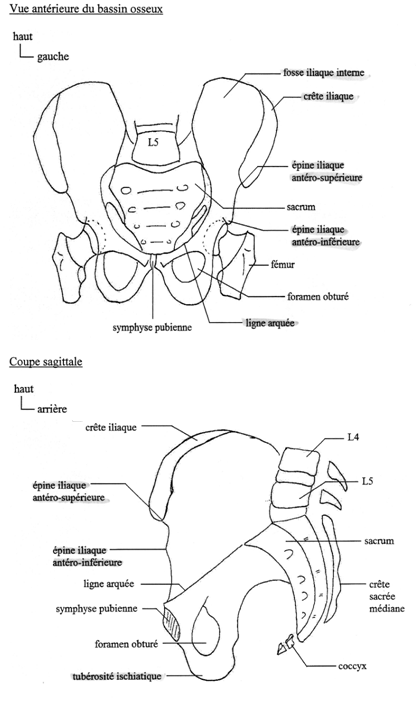 Vue antérieure du bassin osseux
haut
gauche
fosse iliaque interne
crête iliaque
L5
épine iliaque
antéro-supérieure
sacrum
épine iliaque
antéro-inférieure
fémur
foramen obturé
ligne arquée
symphyse pubienne
Coupe sagittale
haut
arrière
crête iliaque
L4
L5
épine iliaque
antéro-supérieure
sacrum
épine iliaque
antéro-inférieure
ligne arquée
crête
sacrée
médiane
symphyse pubienne
foramen obturé
coccyx
tubérosité ischiatique